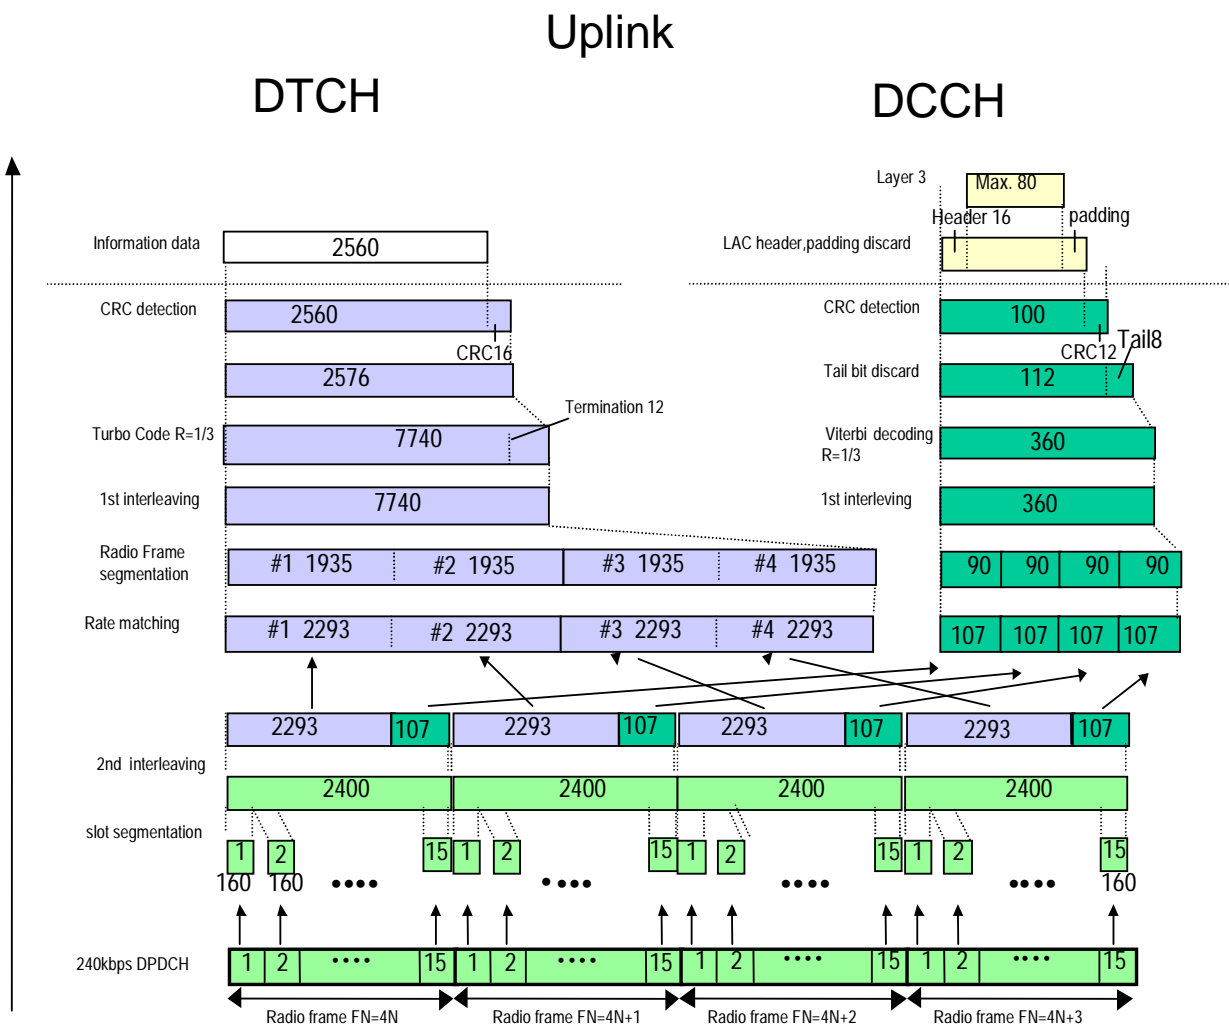 Uplink
DTCH
DCCH
Layer 3
Max. 80
Header 16
padding
Information data
2560
LAC header,padding discard
CRC detection
2560
CRC16
CRC detection
100
CRC12
Tail8
2576
Tail bit discard
112
Termination 12
Turbo Code R=1/3
7740
Viterbi decoding
R=1/3
360
1st interleaving
7740
1st interleving
360
Radio Frame
segmentation
#1 1935
#2 1935
#3 1935
#4 1935
90
90
90
90
Rate matching
#1 2293
#2 2293
#3 2293
#4 2293
107
107
107
107
2293
107
2293
107
2293
107
2293
107
2nd interleaving
2400
2400
2400
2400
slot segmentation
1
2
15
1
2
15
1
2
15
1
2
15
160
160
••••
••••
••••
••••
160
240kbps DPDCH
1
2
••••
15
1
2
••••
15
1
2
••••
15
1
2
••••
15
Radio frame FN=4N
Radio frame FN=4N+1
Radio frame FN=4N+2
Radio frame FN=4N+3